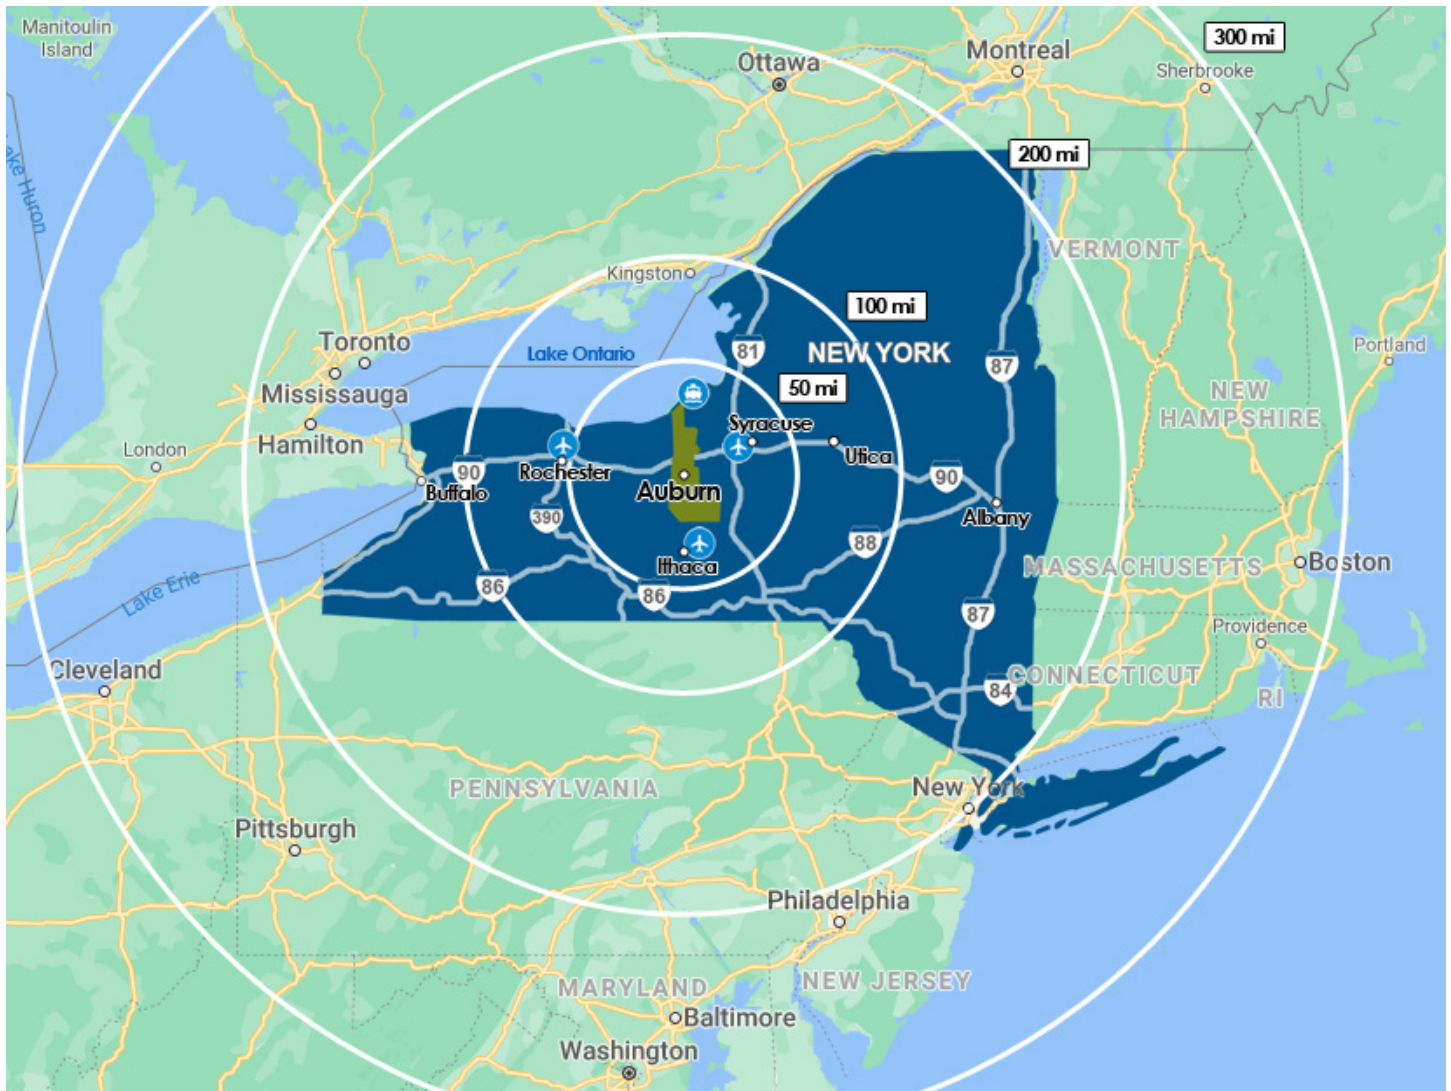 Manitoulin
Island
300 mi
Ottawa
Montreal
Sherbrooke
Lake Huron
200 mi
VERMONT
Kingston
100 mi
Toronto
Lake Ontario
81
NEW YORK
87
Portland
Mississauga
50 mi
NEW
HAMPSHIRE
Hamilton
London
Syracuse
Utica
90
Rochester
90
Buffalo
Auburn
390
Albany
88
Ithaca
MASSACHUSETTS
Boston
Lake Erie
86
86
87
Providence
Cleveland
84
CONNECTICUT
RI
PENNSYLVANIA
New York
Pittsburgh
Philadelphia
MARYLAND
NEW JERSEY
Baltimore
Washington